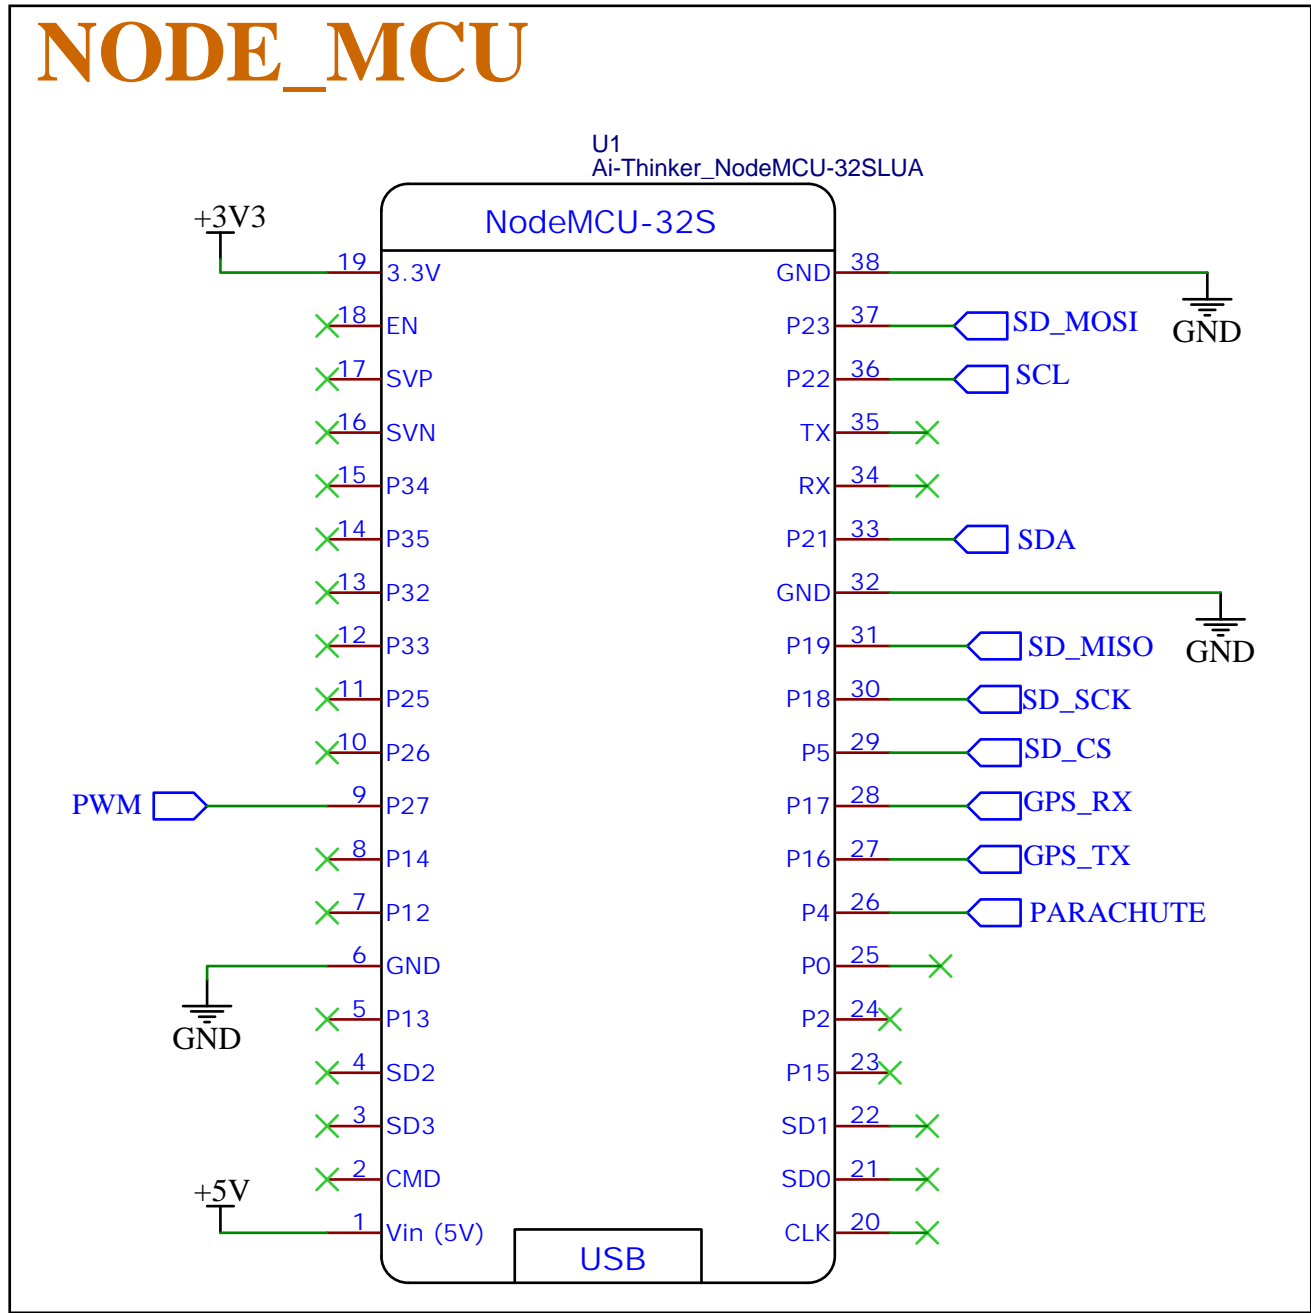 NODE_MCU
U1
Ai-Thinker_NodeMCU-32SLUA
NodeMCU-32S
+3V3
19 3.3V GND 38
GND
18 EN P23 37 SD_MOSI
17 SVP P22 36 SCL
16 SVN TX 35
15 P34 RX 34
14 P35 P21 33 SDA
13 P32 GND 32
GND
12 P33 P19 31 SD_MISO
11 P25 P18 30 SD_SCK
10 P26 P5 29 SD_CS
PWM 9 P27 P17 28 GPS_RX
8 P14 P16 27 GPS_TX
7 P12 P4 26 PARACHUTE
6 GND P0 25
GND
5 P13 P2 24
4 SD2 P15 23
3 SD3 SD1 22
2 CMD SD0 21
+5V
1 Vin (5V) CLK 20
USB